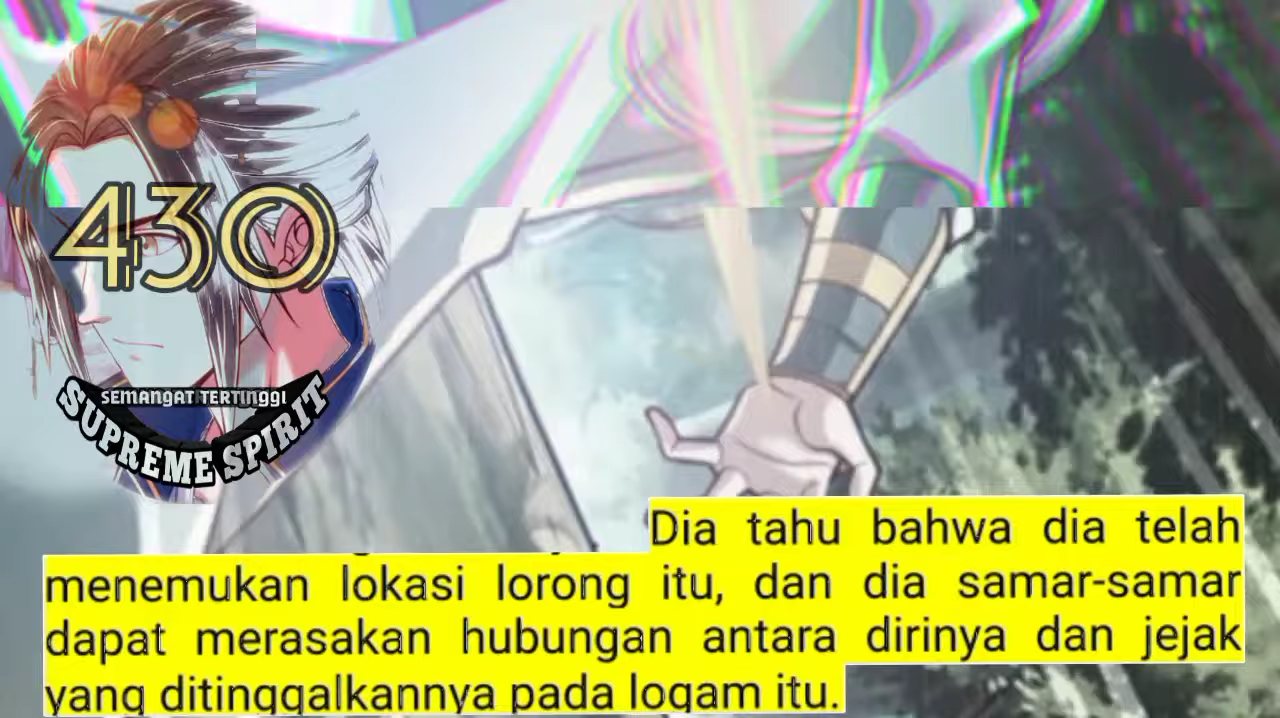 430
SEMANGAT TERTINGGI
SUPREME SPIRIT
Dia tahu bahwa dia telah
menemukan lokasi lorong itu, dan dia samar-samar
dapat merasakan hubungan antara dirinya dan jejak
yang ditinggalkannya pada logam itu.